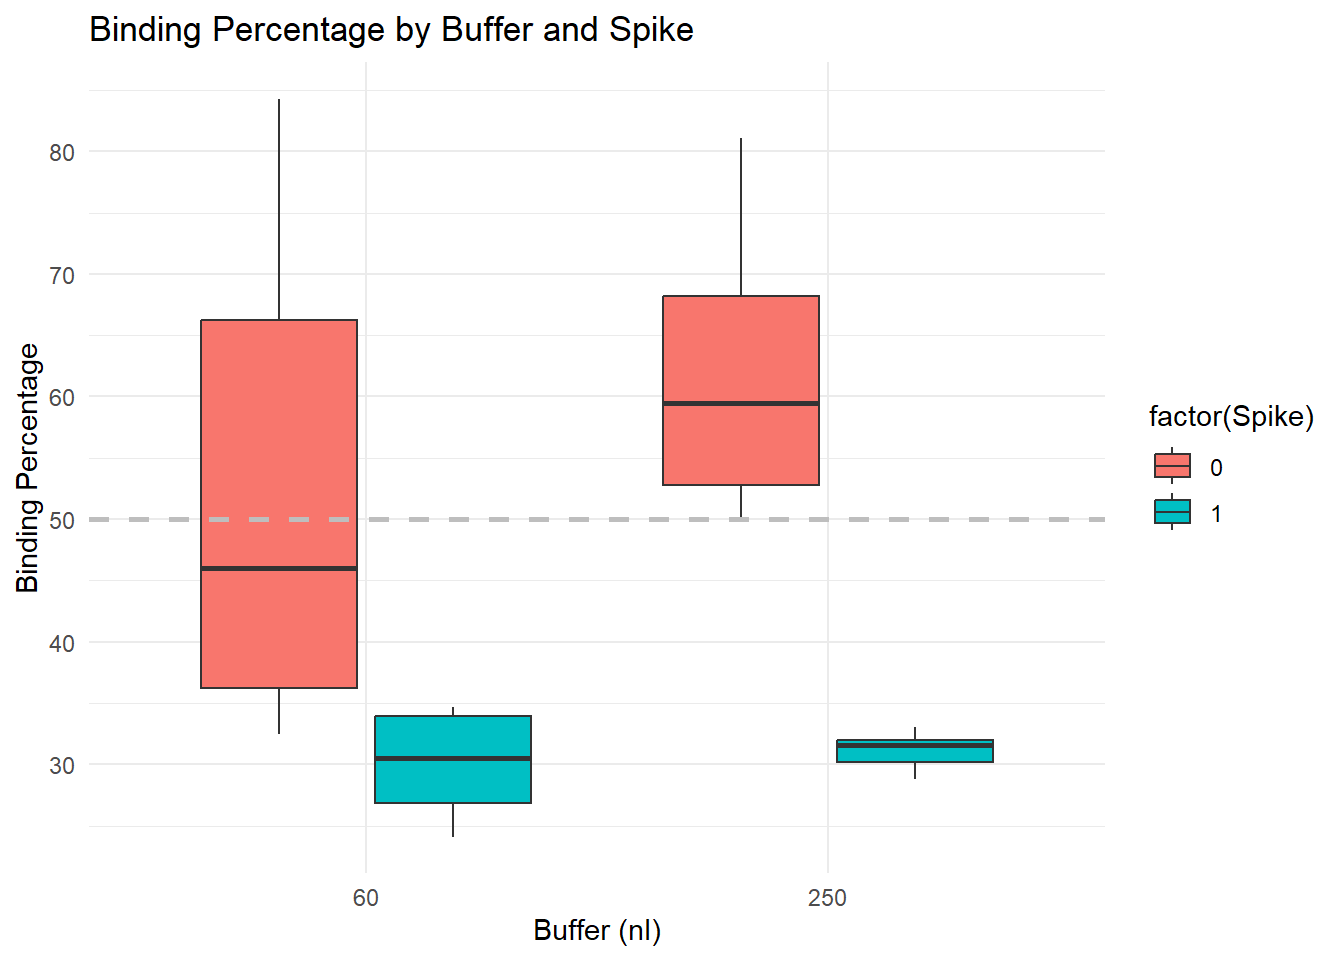 Binding Percentage by Buffer and Spike
Binding Percentage
80
70
60
50
40
30
60
250
Buffer (nl)
factor(Spike)
0
1